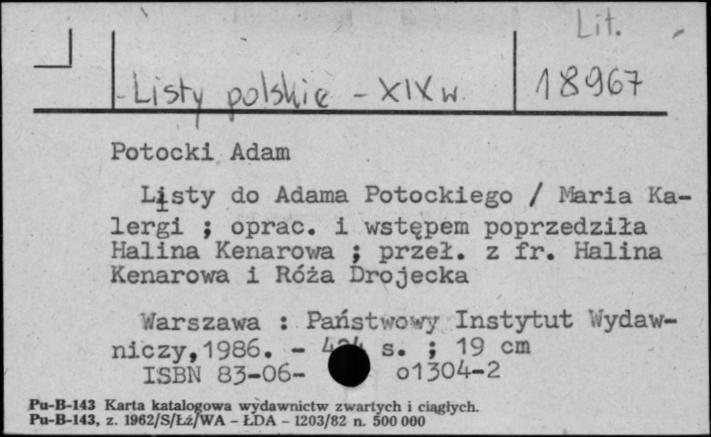 Lit.
- Listy polskie - XIX w.
18967
Potocki Adam
Listy do Adama Potockiego / Maria Ka-
lergi ; oprac. i wstępem poprzedziła
Halina Kenarowa ; przeł. z fr. Halina
Kenarowa i Róża Drojecka
Warszawa : Państwowy Instytut Wydaw-
niczy,1986. - s. ; 19 cm
ISBN 83-06- 01304-2
Pu-B-143 Karta katalogowa wydawnictw zwartych i ciągłych.
Pu-B-143, z. 1962/S/Łź/WA - ŁDA - 1203/82 n. 500 000